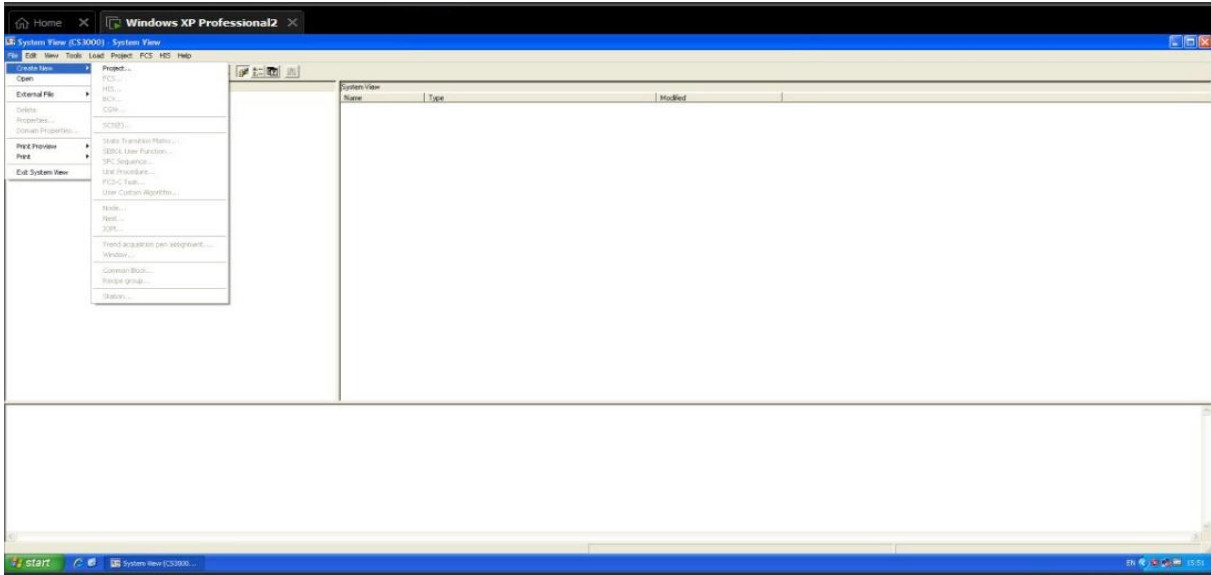 Home
Windows XP Professional2
System View (CS3000) - System View
File Edit View Tools Load Project FCS HIS Help
Create New
Open
External File
Delete
Properties...
Domain Properties...
Print Preview
Print
Exit System View
Project...
FCS...
HIS...
BCV...
CGW...
SCS(E)...
State Transition Matrix...
SEBOL User Function...
SFC Sequence...
Unit Procedure...
FCS-C Task...
User Custom Algorithm...
Node...
Nest...
IOM...
Trend acquisition pen assignment....
Window...
Common Block...
Recipe group...
Station...
System View
Name Type Modified
start
System View (CS3000...
EN 15:51